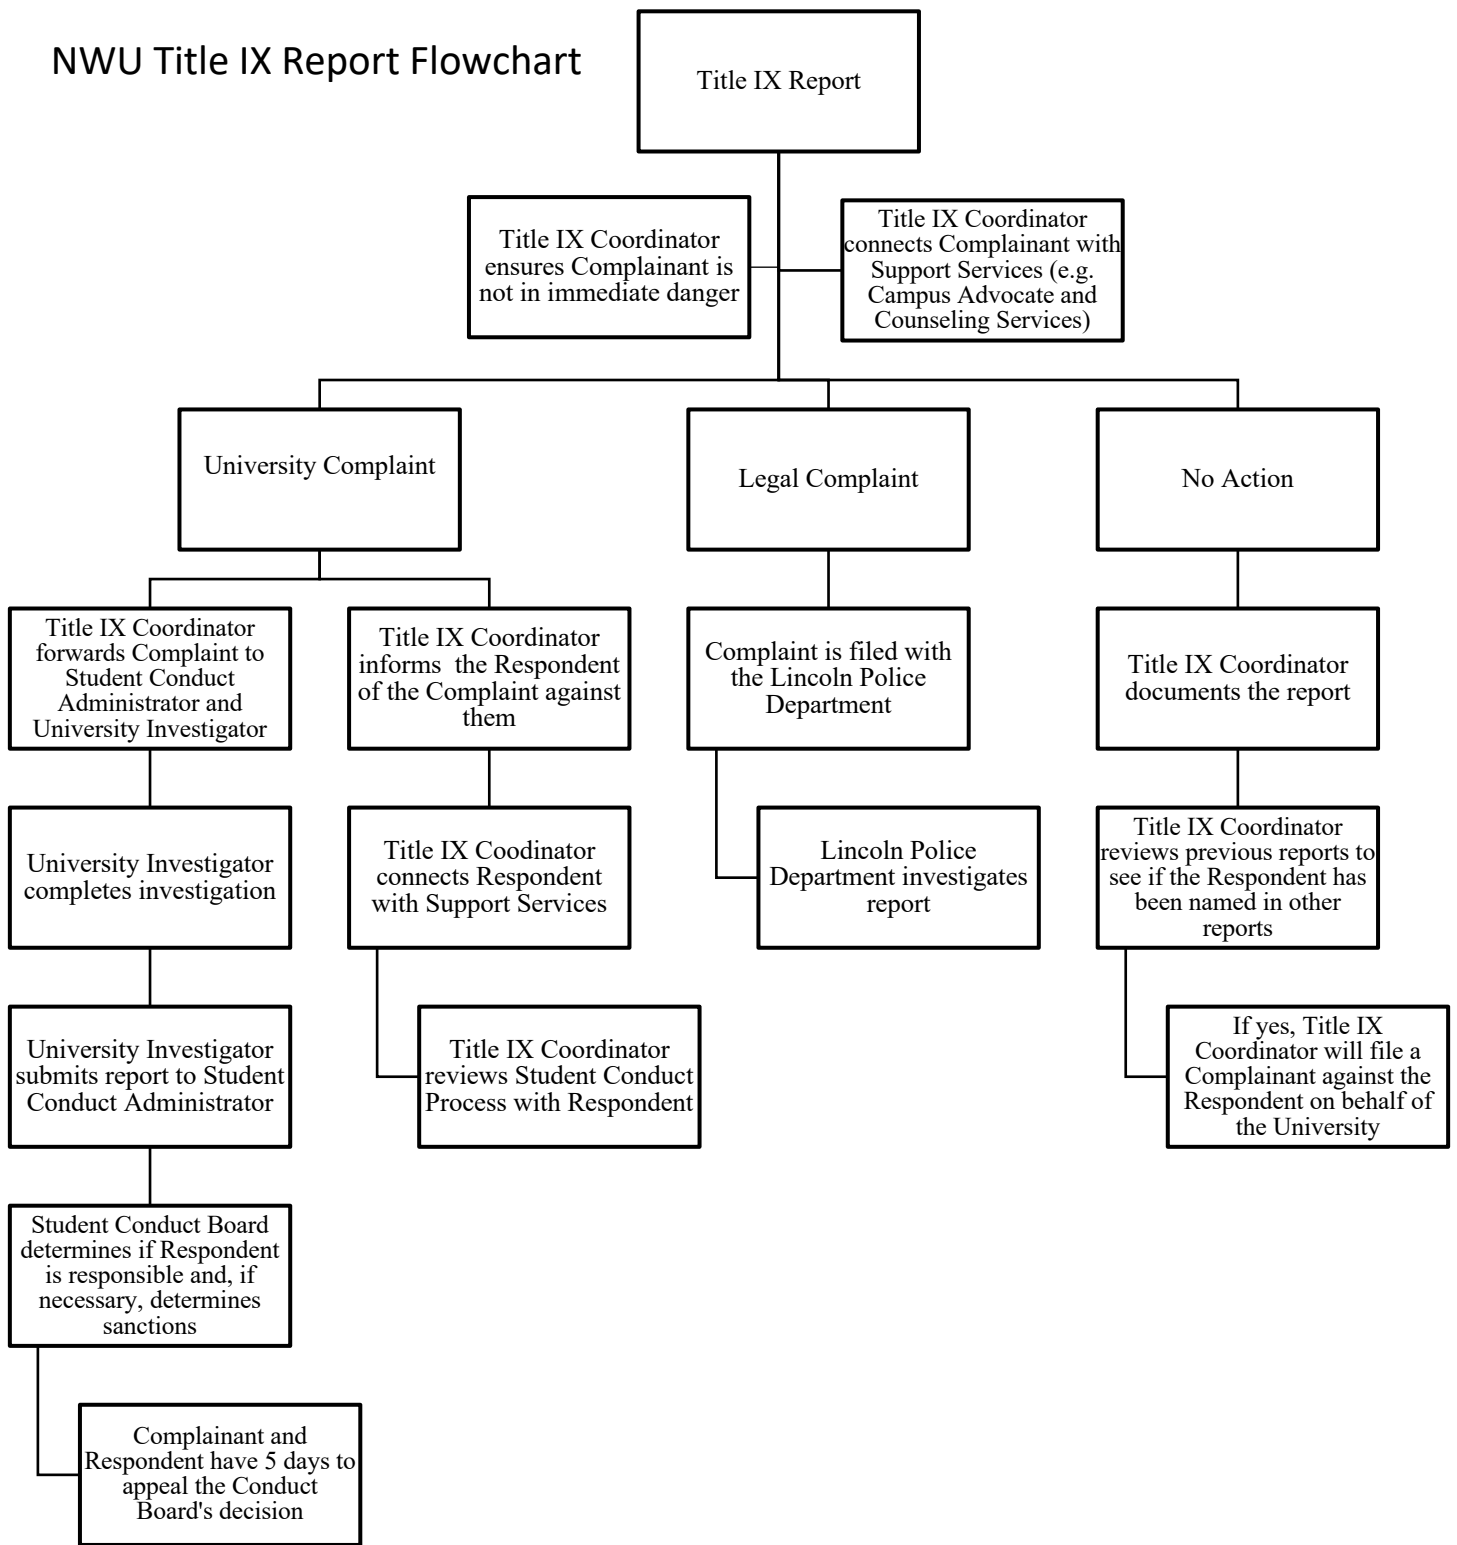 NWU Title IX Report Flowchart
Title IX Report
Title IX Coordinator
ensures Complainant is
not in immediate danger
Title IX Coordinator
connects Complainant with
Support Services (e.g.
Campus Advocate and
Counseling Services)
University Complaint
Legal Complaint
No Action
Title IX Coordinator
forwards Complaint to
Student Conduct
Administrator and
University Investigator
Title IX Coordinator
informs  the Respondent
of the Complaint against
them
Complaint is filed with
the Lincoln Police
Department
Title IX Coordinator
documents the report
University Investigator
completes investigation
Title IX Coodinator
connects Respondent
with Support Services
Lincoln Police
Department investigates
report
Title IX Coordinator
reviews previous reports to
see if the Respondent has
been named in other
reports
University Investigator
submits report to Student
Conduct Administrator
Title IX Coordinator
reviews Student Conduct
Process with Respondent
If yes, Title IX
Coordinator will file a
Complainant against the
Respondent on behalf of
the University
Student Conduct Board
determines if Respondent
is responsible and, if
necessary, determines
sanctions
Complainant and
Respondent have 5 days to
appeal the Conduct
Board's decision